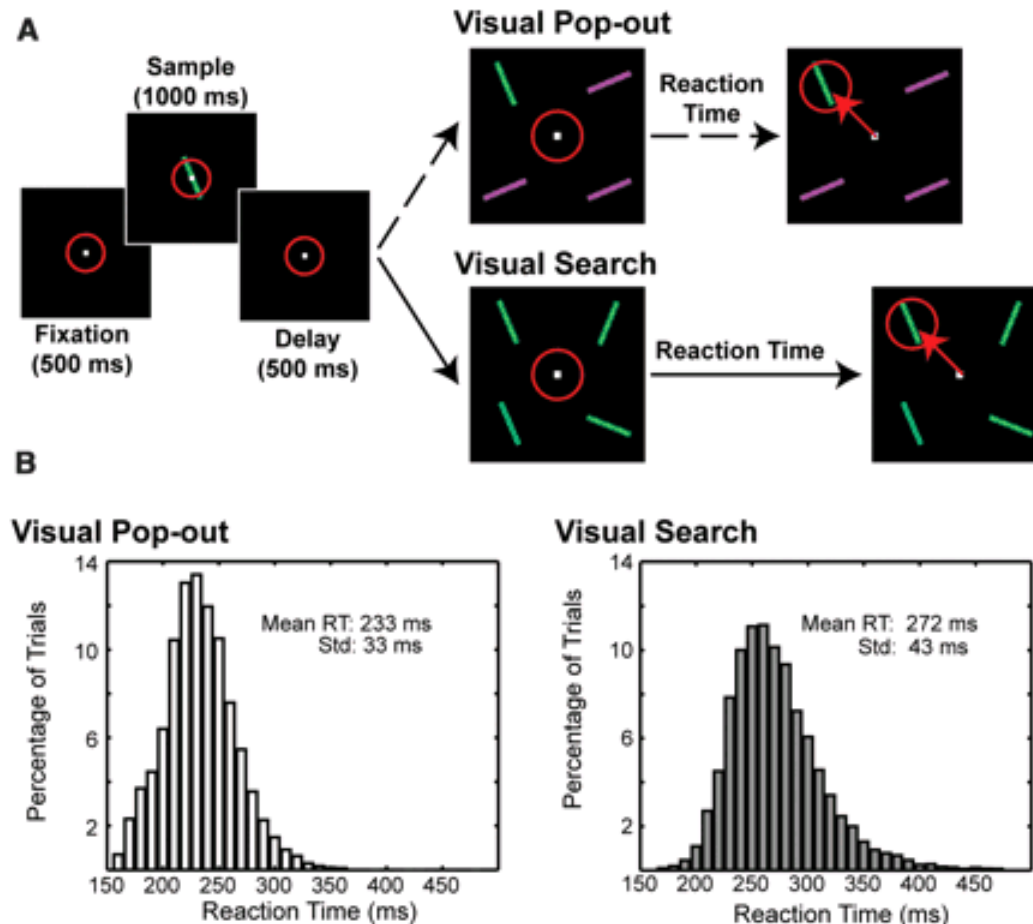 A
Sample
(1000 ms)
Fixation
(500 ms)
Delay
(500 ms)
Visual Pop-out
Reaction
Time
Visual Search
Reaction Time
B
Visual Pop-out
Percentage of Trials
14
10
6
2
Mean RT: 233 ms
Std: 33 ms
150 200 250 300 350 400 450
Reaction Time (ms)
Visual Search
Percentage of Trials
14
10
6
2
Mean RT: 272 ms
Std: 43 ms
150 200 250 300 350 400 450
Reaction Time (ms)